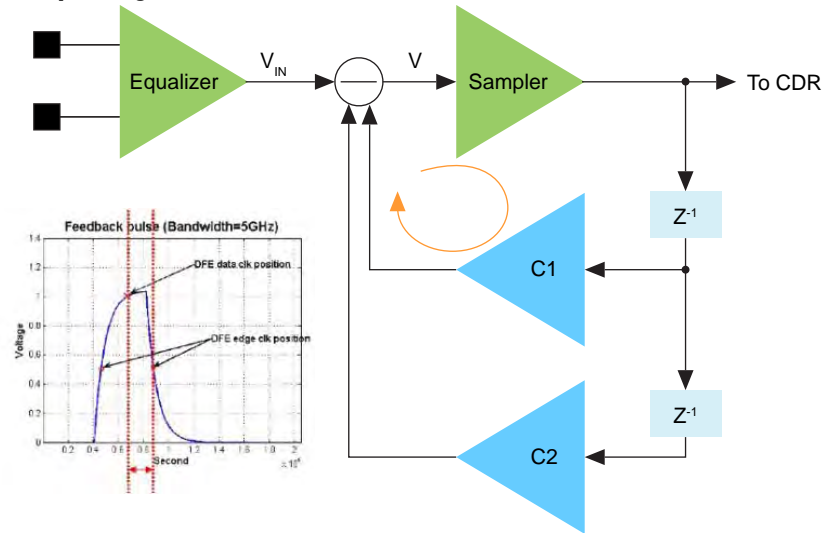 Equalizer
V IN
V
Sampler
To CDR
Z-1
C1
Z-1
C2
Feedback pulse (Bandwidth=5GHz)
1.4
1.2
1
0.8
0.6
0.4
0.2
0
Voltage
DFE data clk position
DFE edge clk position
0.2 0.4 0.6 0.8 1 1.2 1.4 1.6 1.8 2
Second